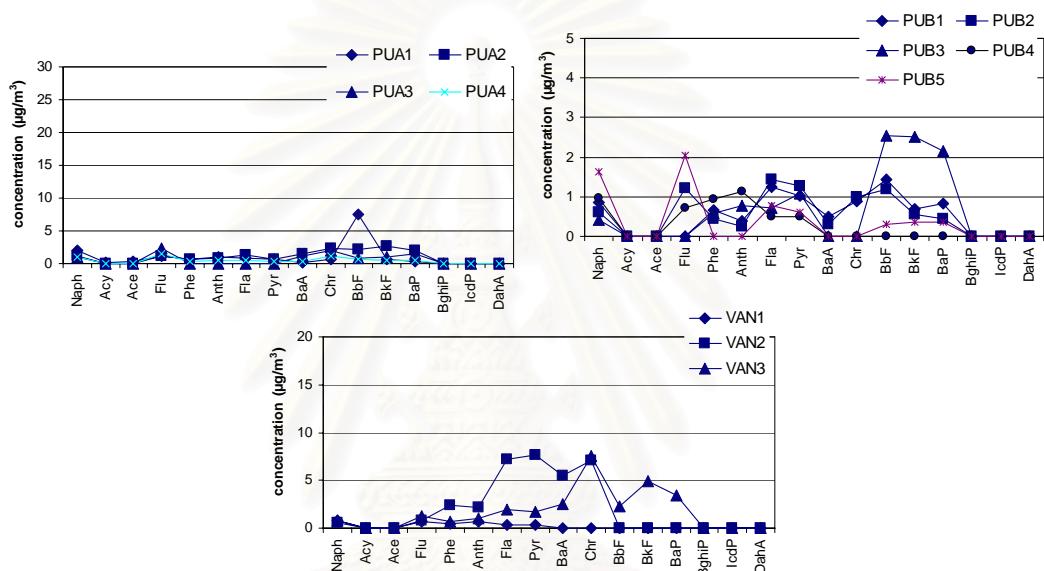 PUA1 PUA2
PUA3 PUA4
concentration (µg/m³)
30
25
20
15
10
5
0
Naph Acy Ace Flu Phe Anth Fla Pyr BaA Chr BbF BkF BaP BghiP IcdP DahA
PUB1 PUB2
PUB3 PUB4
PUB5
concentration (µg/m³)
5
4
3
2
1
0
Naph Acy Ace Flu Phe Anth Fla Pyr BaA Chr BbF BkF BaP BghiP IcdP DahA
VAN1
VAN2
VAN3
concentration (µg/m³)
20
15
10
5
0
Naph Acy Ace Flu Phe Anth Fla Pyr BaA Chr BbF BkF BaP BghiP IcdP DahA